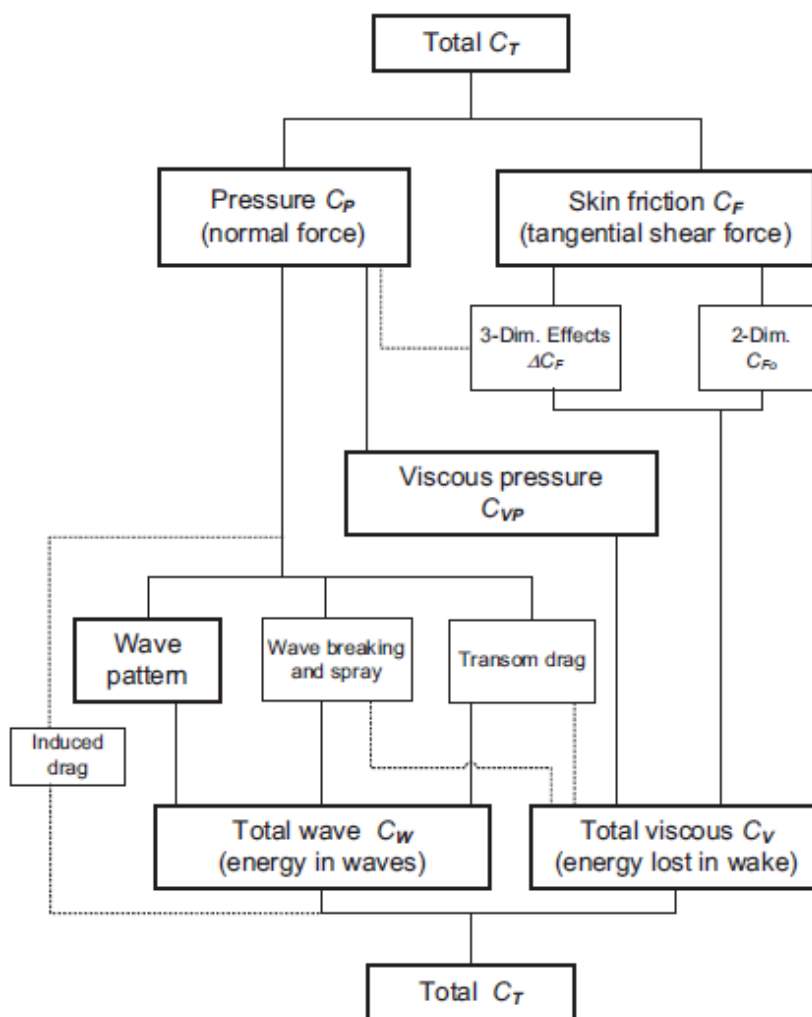 Total C_T
Pressure C_P
(normal force)
Skin friction C_F
(tangential shear force)
3-Dim. Effects
ΔC_F
2-Dim.
C_Fo
Viscous pressure
C_VP
Wave
pattern
Wave breaking
and spray
Transom drag
Induced
drag
Total wave C_W
(energy in waves)
Total viscous C_V
(energy lost in wake)
Total C_T